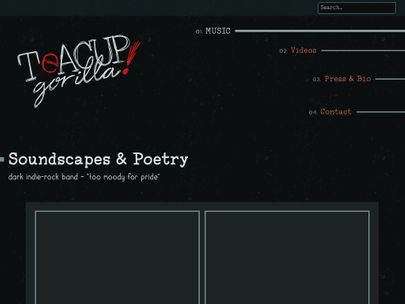 Search...
TeACUP
gorilla!
01. MUSIC
02. Videos
03. Press & Bio
04. Contact
Soundscapes & Poetry
dark indie-rock band - "too moody for pride"